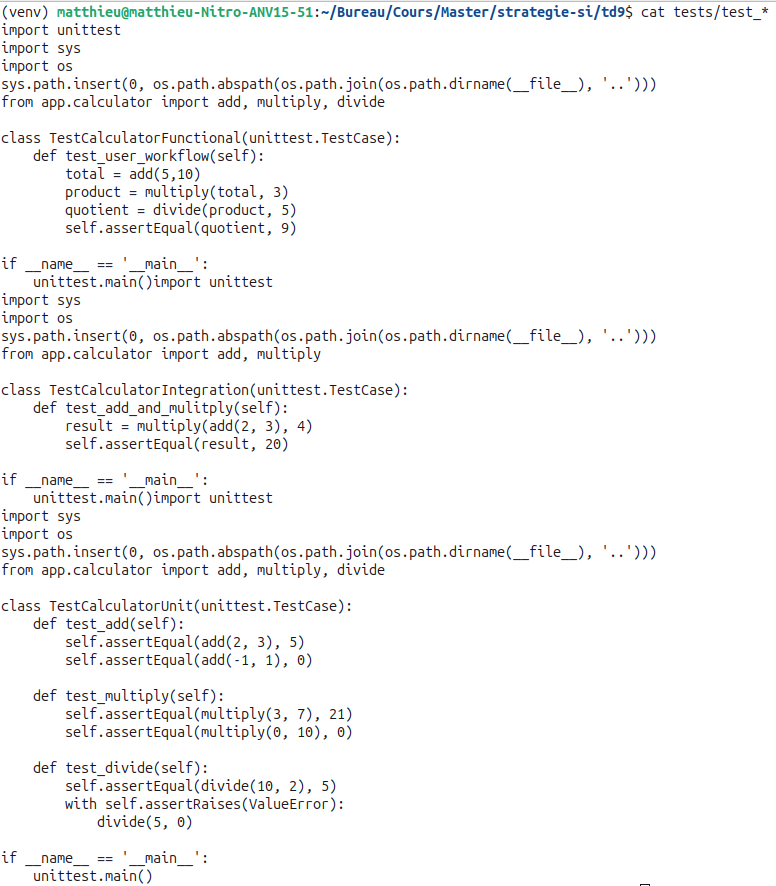 (venv) matthieu@matthieu-Nitro-ANV15-51:~/Bureau/Cours/Master/strategie-si/td9$ cat tests/test_*
import unittest
import sys
import os
sys.path.insert(0, os.path.abspath(os.path.join(os.path.dirname(__file__), '..')))
from app.calculator import add, multiply, divide

class TestCalculatorFunctional(unittest.TestCase):
    def test_user_workflow(self):
        total = add(5,10)
        product = multiply(total, 3)
        quotient = divide(product, 5)
        self.assertEqual(quotient, 9)

if __name__ == '__main__':
    unittest.main()import unittest
import sys
import os
sys.path.insert(0, os.path.abspath(os.path.join(os.path.dirname(__file__), '..')))
from app.calculator import add, multiply

class TestCalculatorIntegration(unittest.TestCase):
    def test_add_and_mulitply(self):
        result = multiply(add(2, 3), 4)
        self.assertEqual(result, 20)

if __name__ == '__main__':
    unittest.main()import unittest
import sys
import os
sys.path.insert(0, os.path.abspath(os.path.join(os.path.dirname(__file__), '..')))
from app.calculator import add, multiply, divide

class TestCalculatorUnit(unittest.TestCase):
    def test_add(self):
        self.assertEqual(add(2, 3), 5)
        self.assertEqual(add(-1, 1), 0)

    def test_multiply(self):
        self.assertEqual(multiply(3, 7), 21)
        self.assertEqual(multiply(0, 10), 0)

    def test_divide(self):
        self.assertEqual(divide(10, 2), 5)
        with self.assertRaises(ValueError):
            divide(5, 0)

if __name__ == '__main__':
    unittest.main()